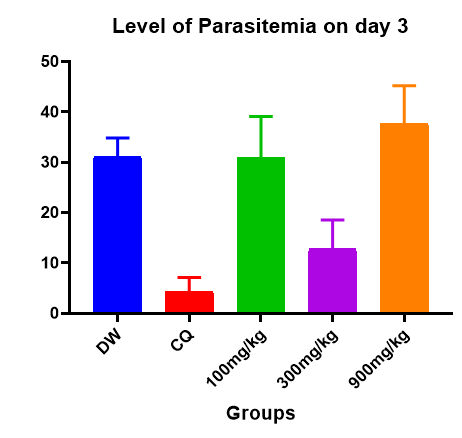 Level of Parasitemia on day 3
50
40
30
20
10
0
DW
CQ
100mg/kg
300mg/kg
900mg/kg
Groups